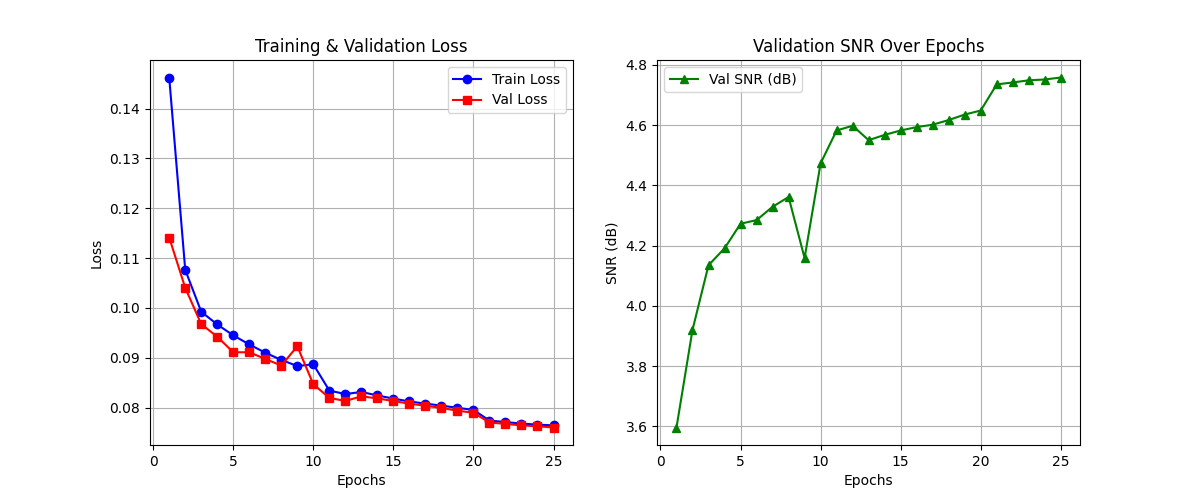 Training & Validation Loss
Train Loss
Val Loss
0.14
0.13
0.12
0.11
0.10
0.09
0.08
Loss
0 5 10 15 20 25
Epochs
Validation SNR Over Epochs
Val SNR (dB)
4.8
4.6
4.4
4.2
4.0
3.8
3.6
SNR (dB)
0 5 10 15 20 25
Epochs